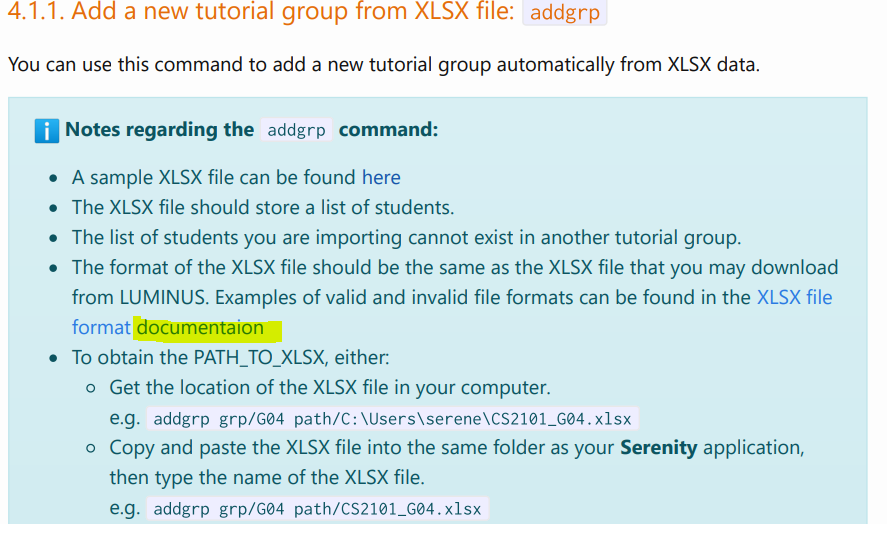 4.1.1. Add a new tutorial group from XLSX file: addgrp
You can use this command to add a new tutorial group automatically from XLSX data.
i Notes regarding the addgrp command:
• A sample XLSX file can be found here
• The XLSX file should store a list of students.
• The list of students you are importing cannot exist in another tutorial group.
• The format of the XLSX file should be the same as the XLSX file that you may download
from LUMINUS. Examples of valid and invalid file formats can be found in the XLSX file
format documentaion
• To obtain the PATH_TO_XLSX, either:
○ Get the location of the XLSX file in your computer.
e.g. addgrp grp/G04 path/C:\Users\serene\CS2101_G04.xlsx
○ Copy and paste the XLSX file into the same folder as your Serenity application,
then type the name of the XLSX file.
e.g. addgrp grp/G04 path/CS2101_G04.xlsx